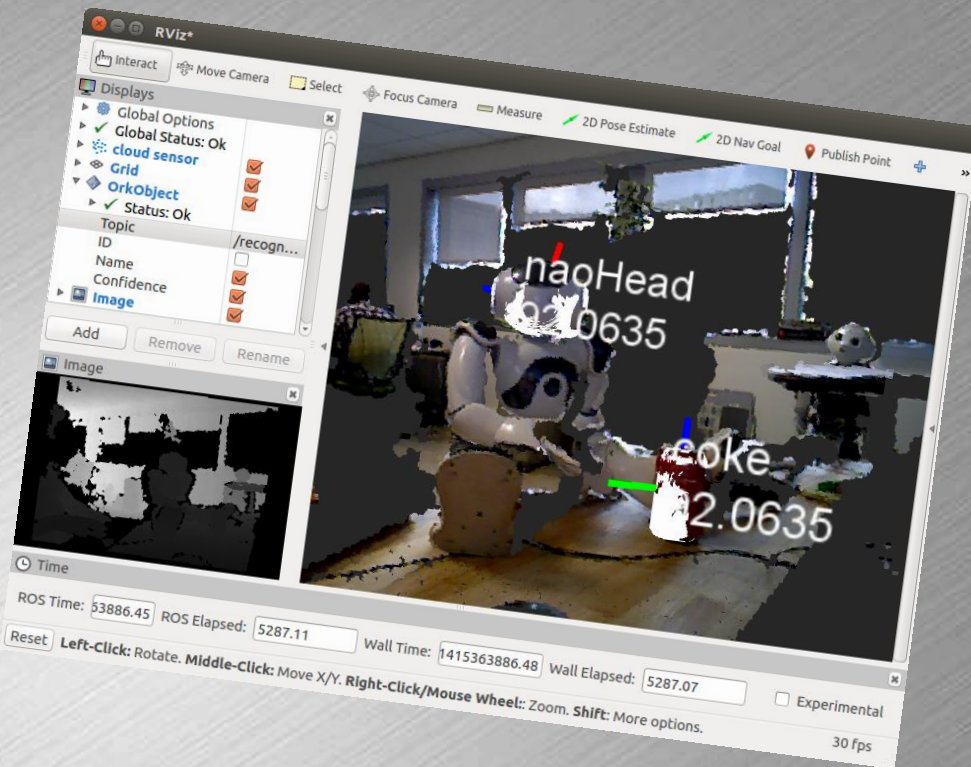 RViz*
Interact Move Camera Select Focus Camera Measure 2D Pose Estimate 2D Nav Goal Publish Point »
Displays
Global Options
Global Status: Ok
cloud sensor
Grid
OrkObject
Status: Ok
Topic /recogn...
ID
Name
Confidence
Image
Add Remove Rename
Image
naoHead
.0635
coke
2.0635
Time
ROS Time: 53886.45 ROS Elapsed: 5287.11 Wall Time: 1415363886.48 Wall Elapsed: 5287.07 Experimental
Reset Left-Click: Rotate. Middle-Click: Move X/Y. Right-Click/Mouse Wheel:: Zoom. Shift: More options.
30 fps